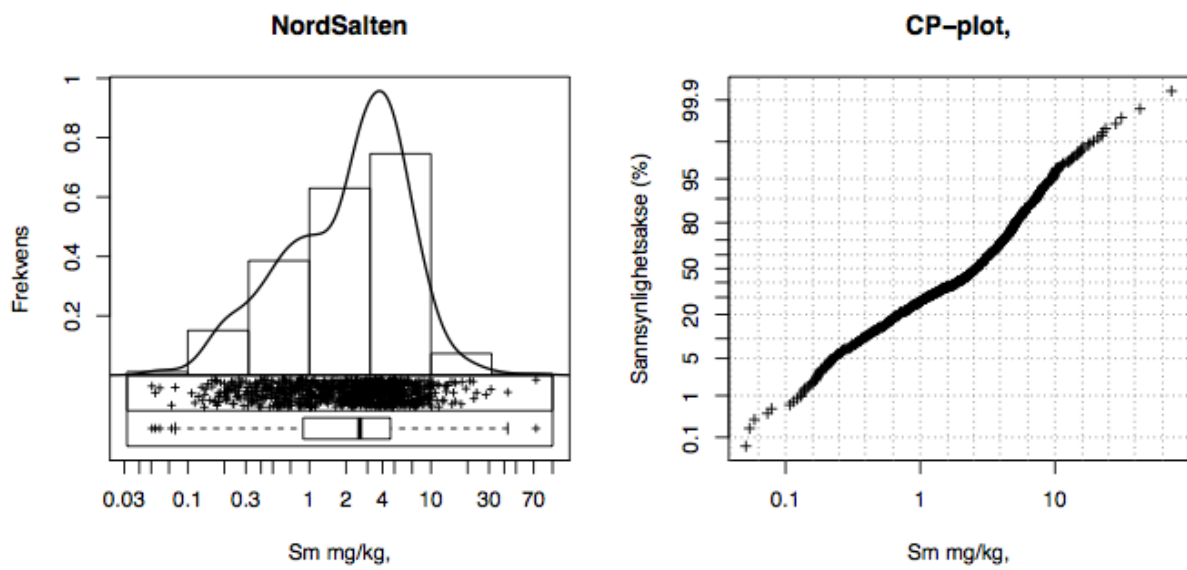 NordSalten
Frekvens
1
0.8
0.6
0.4
0.2
0.03 0.1 0.3 1 2 4 10 30 70
Sm mg/kg,
CP-plot,
Sannsynlighetsakse (%)
99.9
95
80
50
20
5
1
0.1
0.1 1 10
Sm mg/kg,